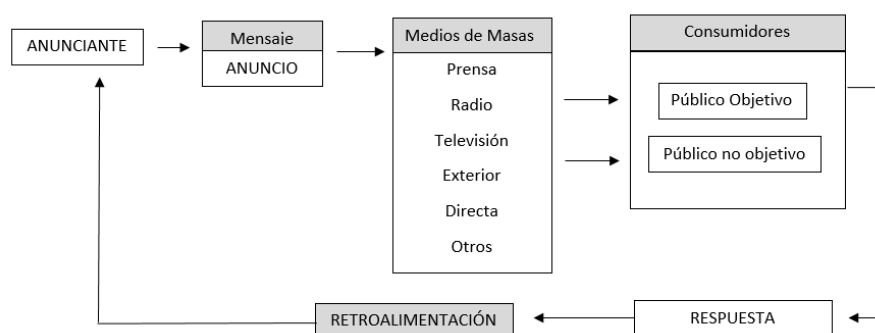 ANUNCIANTE
Mensaje
ANUNCIO
Medios de Masas
Prensa
Radio
Televisión
Exterior
Directa
Otros
Consumidores
Público Objetivo
Público no objetivo
RETROALIMENTACIÓN
RESPUESTA